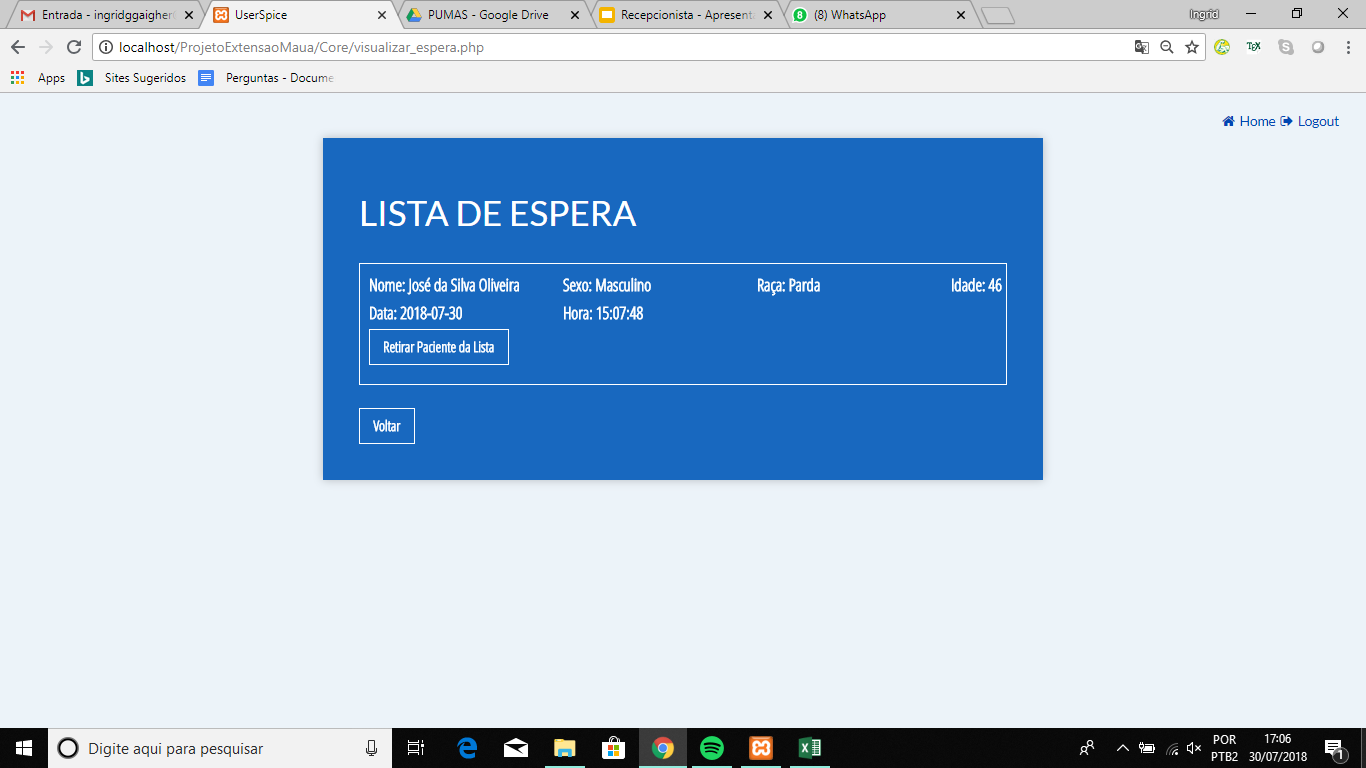 Entrada - ingridggaigher
UserSpice
PUMAS - Google Drive
Recepcionista - Apresent
(8) WhatsApp
Ingrid
localhost/ProjetoExtensaoMaua/Core/visualizar_espera.php
Apps
Sites Sugeridos
Perguntas - Docume
Home Logout
LISTA DE ESPERA
Nome: José da Silva Oliveira Sexo: Masculino Raça: Parda Idade: 46
Data: 2018-07-30 Hora: 15:07:48
Retirar Paciente da Lista
Voltar
Digite aqui para pesquisar
POR
PTB2
17:06
30/07/2018
1